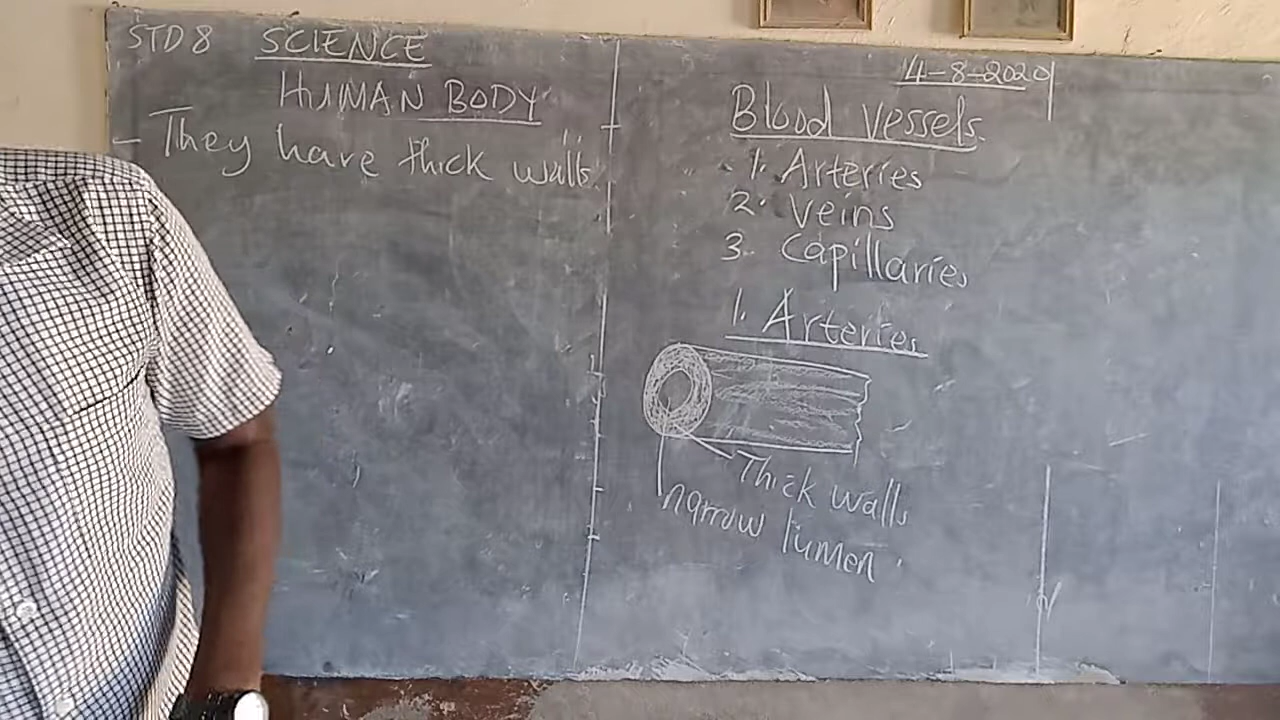 STD 8 SCIENCE
HUMAN BODY
- They have thick walls
4-8-2020
Blood vessels
1. Arteries
2. Veins
3. Capillaries
1. Arteries
Thick walls
narrow lumen